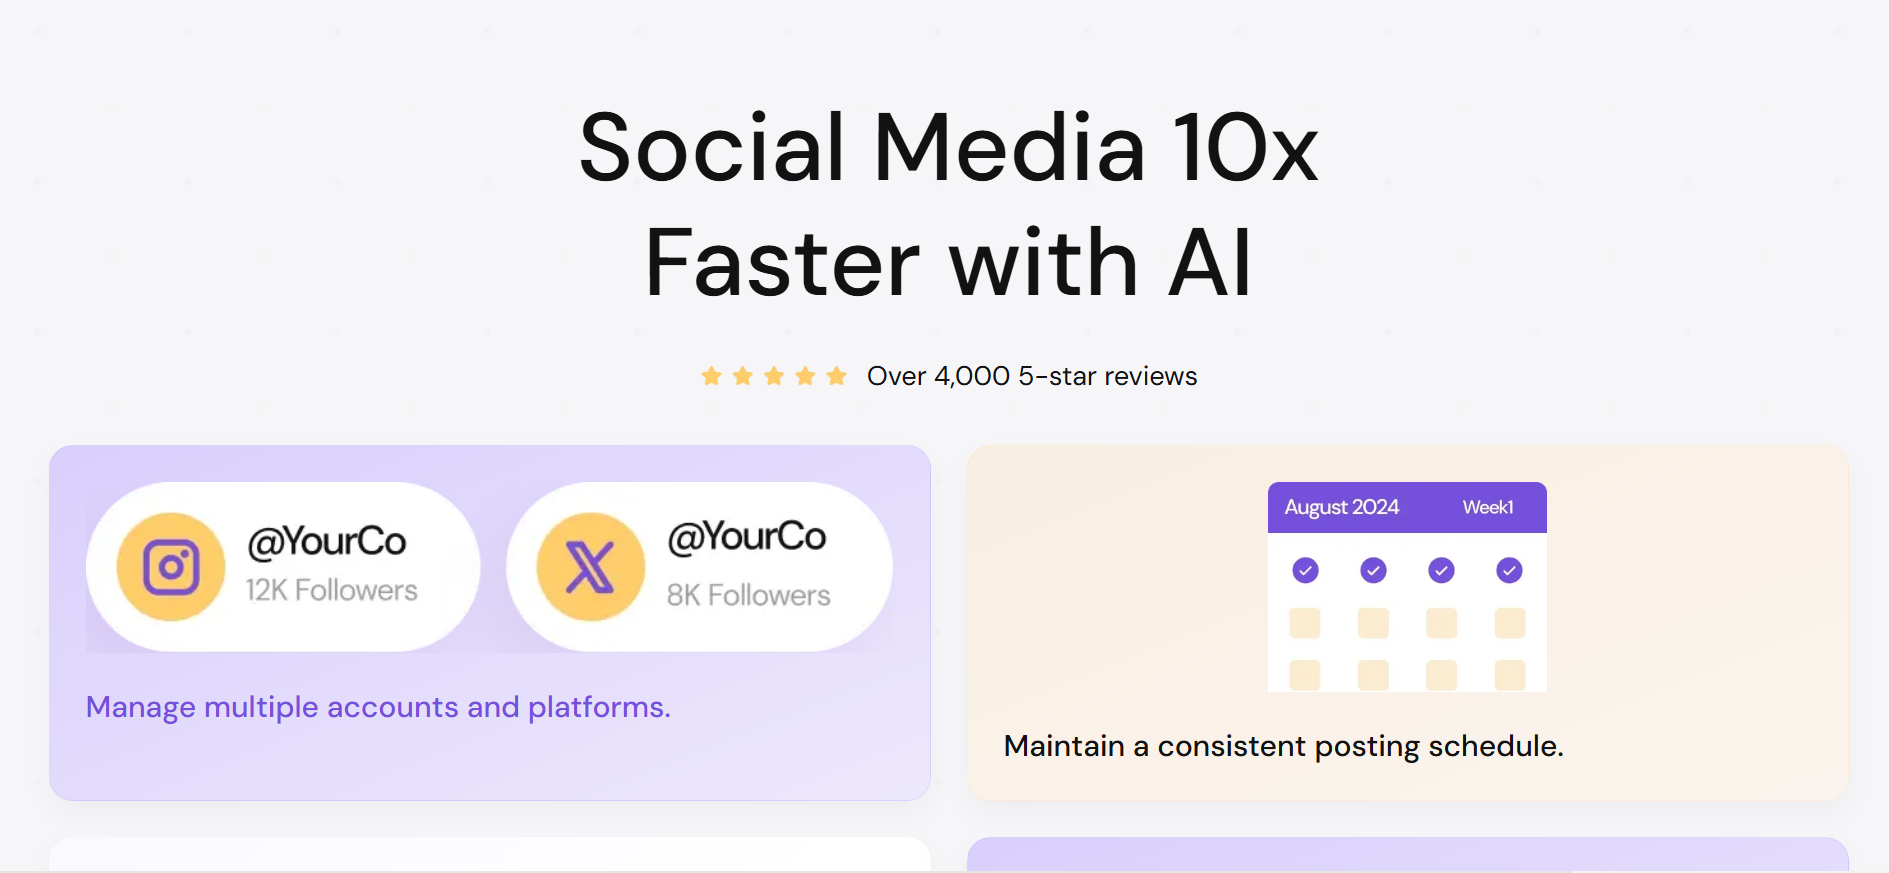 Social Media 10x
Faster with AI
Over 4,000 5-star reviews
@YourCo
12K Followers
@YourCo
8K Followers
Manage multiple accounts and platforms.
August 2024 Week1
Maintain a consistent posting schedule.